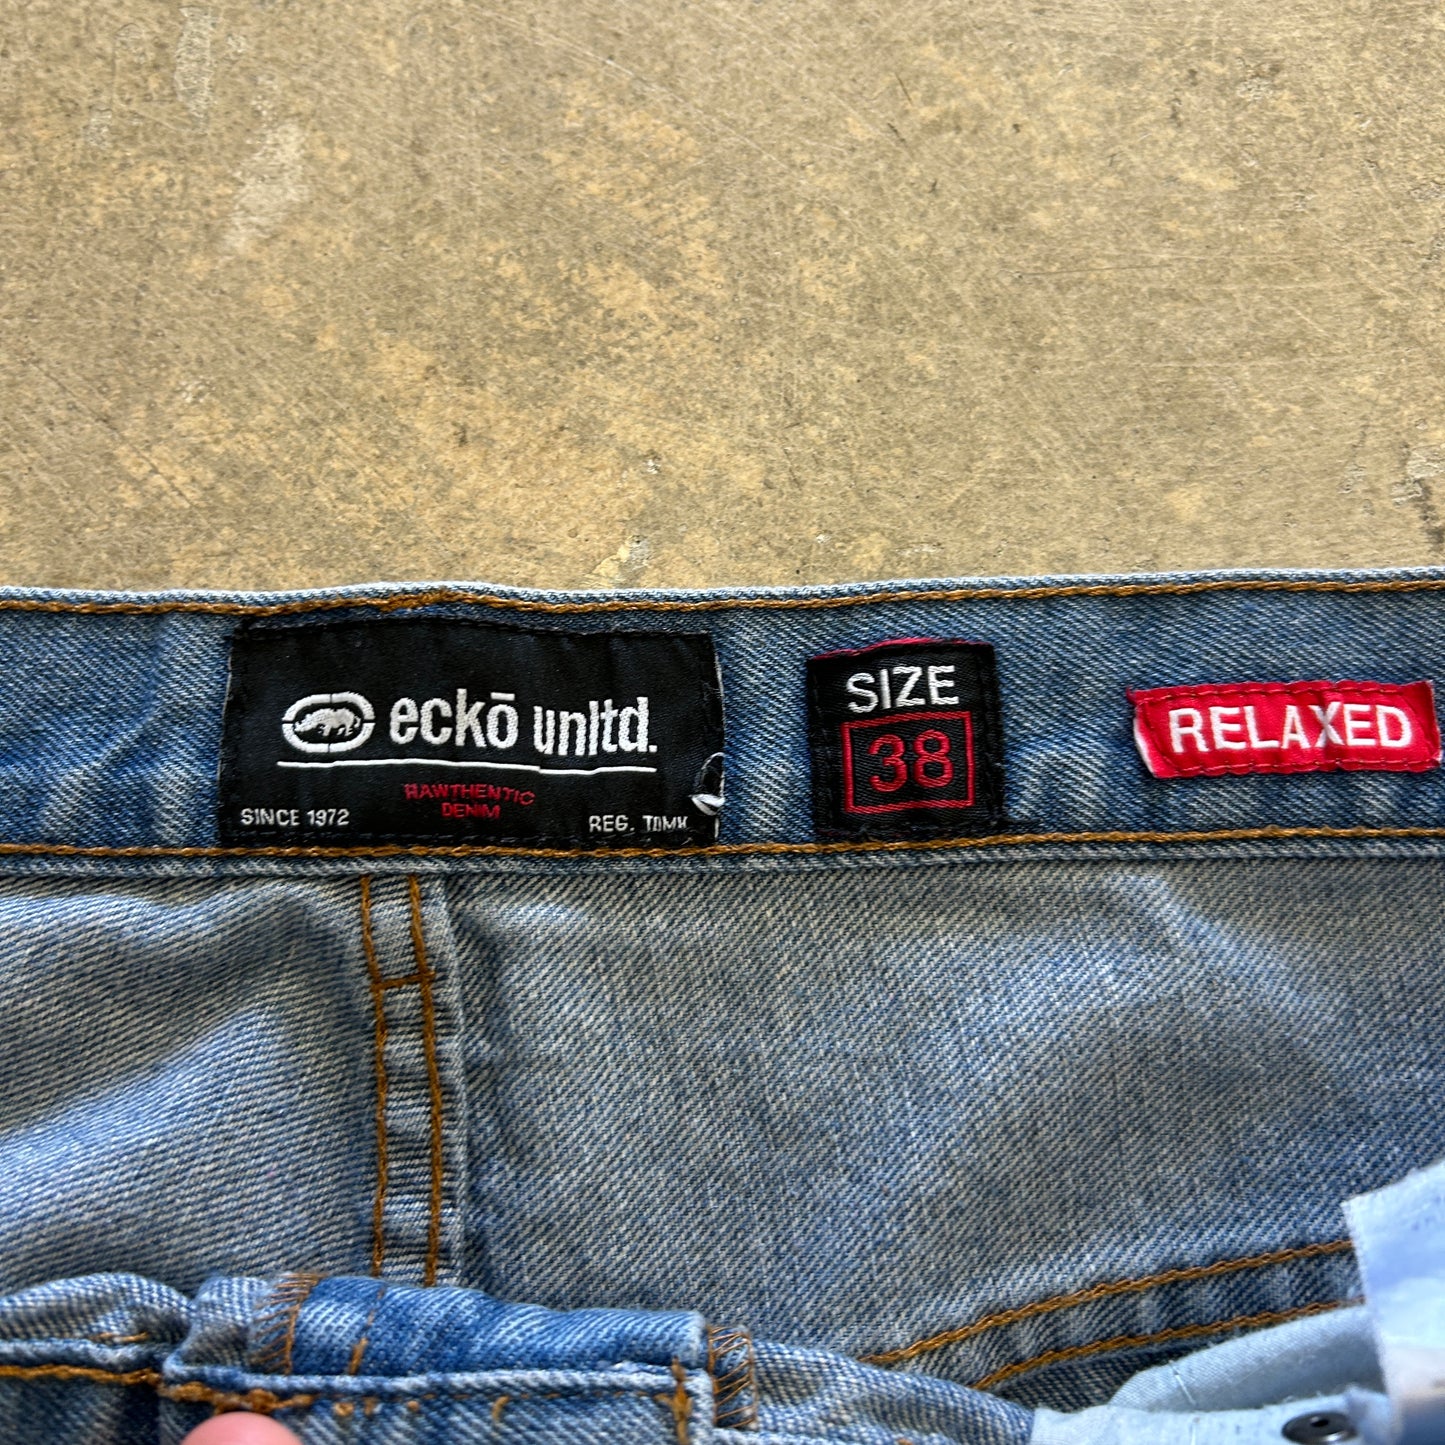 eckō unltd.
RAWTHENTIC
DENIM
SINCE 1972
REG. TDMK
SIZE
38
RELAXED